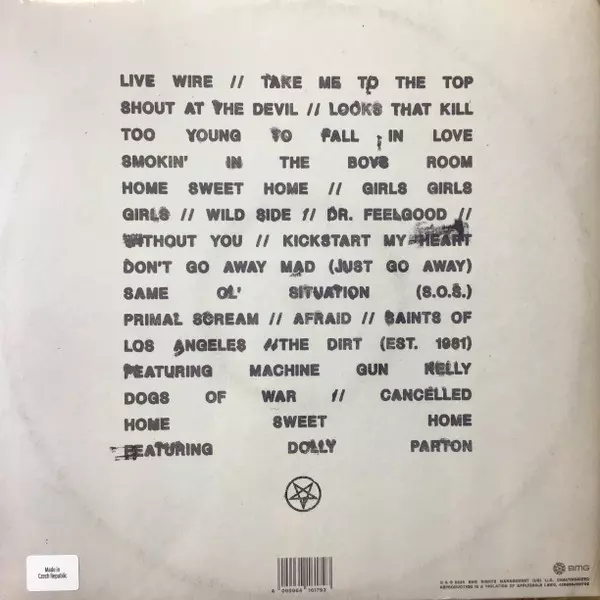 LIVE WIRE // TAKE ME TO THE TOP
SHOUT AT THE DEVIL // LOOKS THAT KILL
TOO YOUNG TO FALL IN LOVE
SMOKIN' IN THE BOYS ROOM
HOME SWEET HOME // GIRLS GIRLS
GIRLS // WILD SIDE // DR. FEELGOOD //
WITHOUT YOU // KICKSTART MY HEART
DON'T GO AWAY MAD (JUST GO AWAY)
SAME OL' SITUATION (S.O.S.)
PRIMAL SCREAM // AFRAID // SAINTS OF
LOS ANGELES // THE DIRT (EST. 1981)
FEATURING MACHINE GUN KELLY
DOGS OF WAR // CANCELLED
HOME SWEET HOME
FEATURING DOLLY PARTON
Made in
Czech Republic
BMG